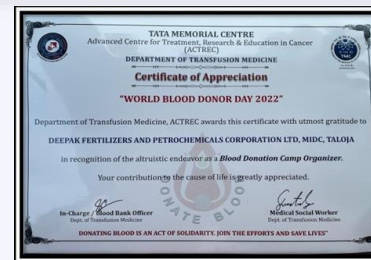 TATA MEMORIAL CENTRE
Advanced Centre for Treatment, Research & Education in Cancer
(ACTREC)
DEPARTMENT OF TRANSFUSION MEDICINE
Certificate of Appreciation
"WORLD BLOOD DONOR DAY 2022"
Department of Transfusion Medicine, ACTREC awards this certificate with utmost gratitude to
DEEPAK FERTILIZERS AND PETROCHEMICALS CORPORATION LTD, MIDC, TALOJA
in recognition of the altruistic endeavor as a Blood Donation Camp Organizer.
Your contribution to the cause of life is greatly appreciated.
DONATE BLOOD
In-Charge / Blood Bank Officer
Dept. of Transfusion Medicine
Medical Social Worker
Dept. of Transfusion Medicine
DONATING BLOOD IS AN ACT OF SOLIDARITY. JOIN THE EFFORTS AND SAVE LIVES"